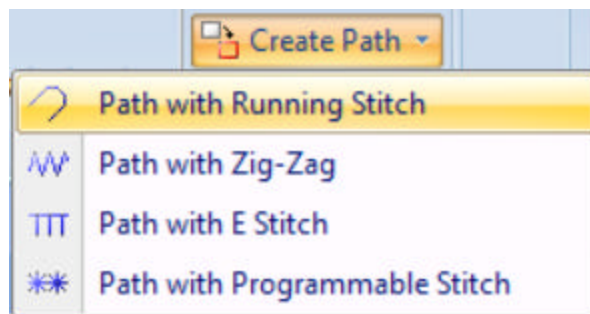 Create Path
Path with Running Stitch
Path with Zig-Zag
Path with E Stitch
Path with Programmable Stitch